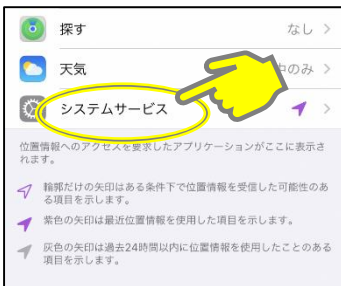 探す
なし
天気
中のみ
システムサービス
位置情報へのアクセスを要求したアプリケーションがここに表示さ
れます。
輪郭だけの矢印はある条件下で位置情報を受信した可能性のあ
る項目を示します。
紫色の矢印は最近位置情報を使用した項目を示します。
灰色の矢印は過去24時間以内に位置情報を使用したことのある
項目を示します。